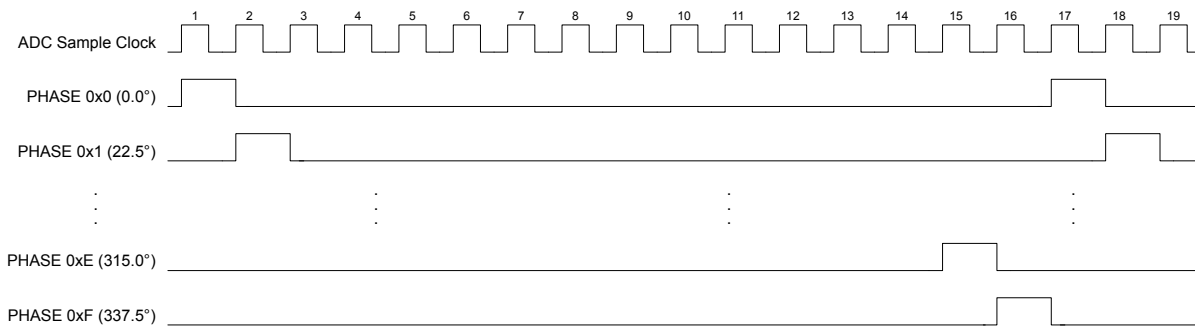 1 2 3 4 5 6 7 8 9 10 11 12 13 14 15 16 17 18 19
ADC Sample Clock
PHASE 0x0 (0.0°)
PHASE 0x1 (22.5°)
PHASE 0xE (315.0°)
PHASE 0xF (337.5°)